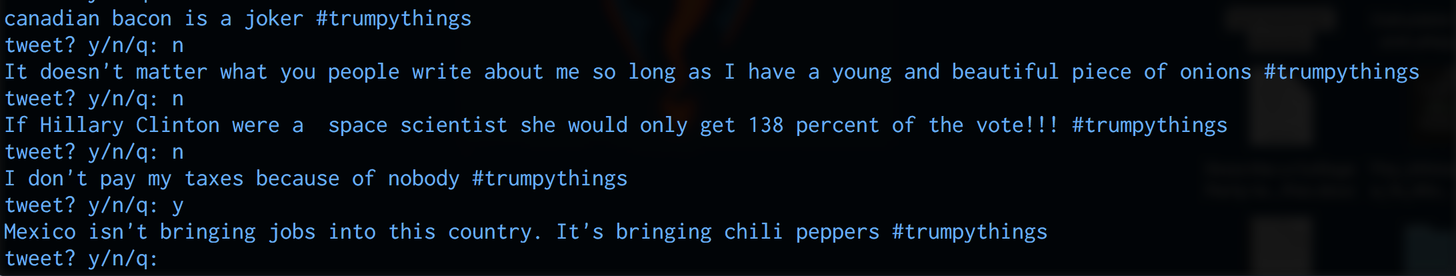 canadian bacon is a joker #trumpythings
tweet? y/n/q: n
It doesn't matter what you people write about me so long as I have a young and beautiful piece of onions #trumpythings
tweet? y/n/q: n
If Hillary Clinton were a  space scientist she would only get 138 percent of the vote!!! #trumpythings
tweet? y/n/q: n
I don't pay my taxes because of nobody #trumpythings
tweet? y/n/q: y
Mexico isn't bringing jobs into this country. It's bringing chili peppers #trumpythings
tweet? y/n/q: